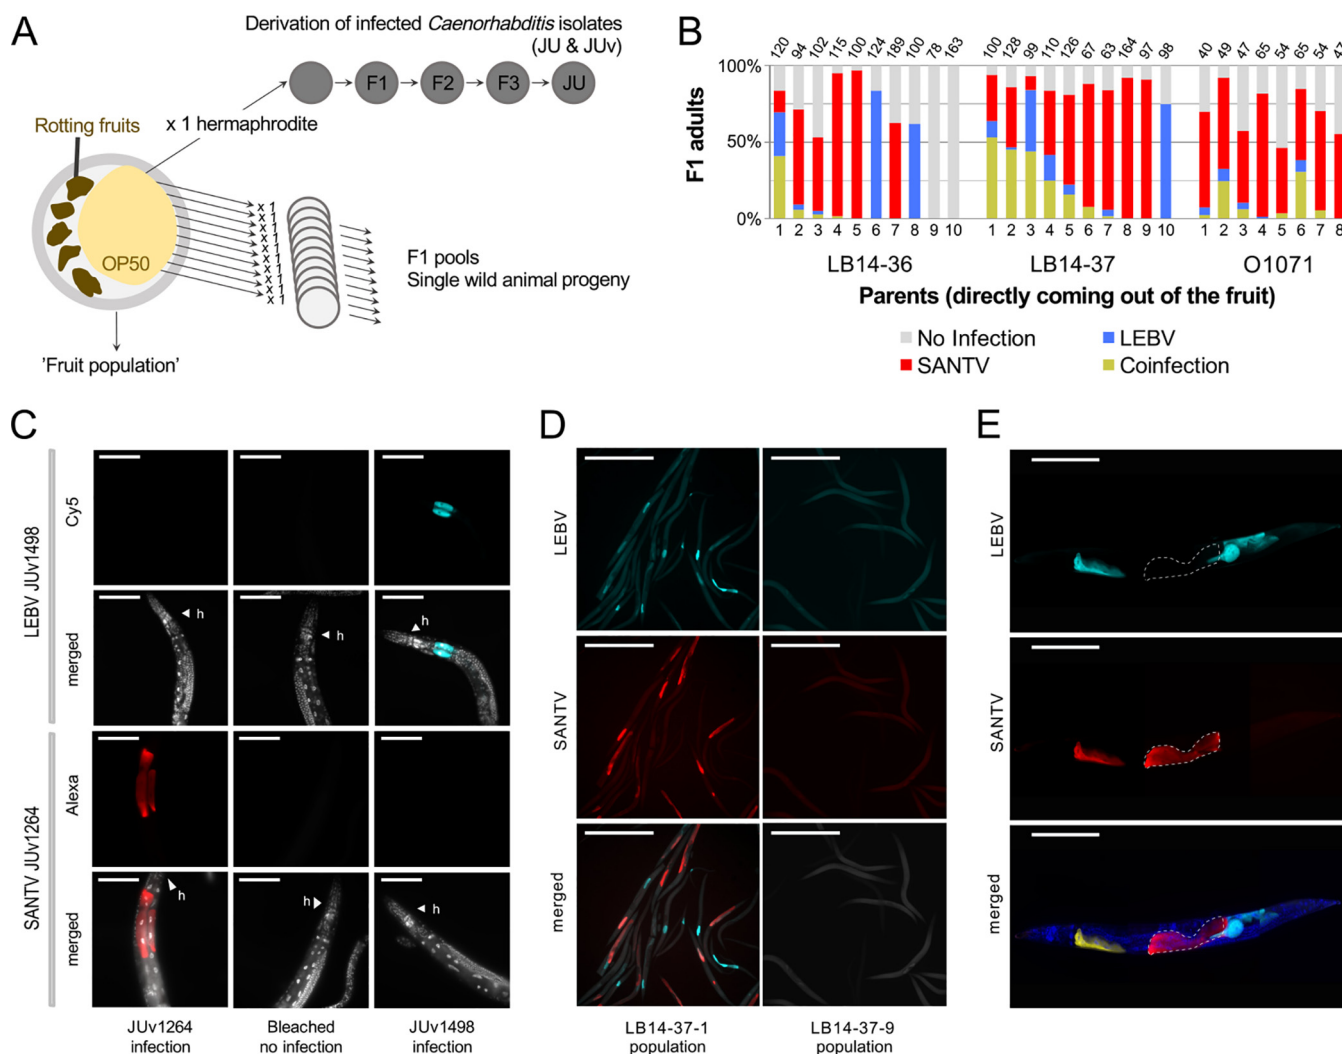 A
Derivation of infected Caenorhabditis isolates
(JU & JUv)
F1
F2
F3
JU
Rotting fruits
x 1 hermaphrodite
x 1
x 1
x 1
x 1
x 1
x 1
x 1
x 1
x 1
x 1
OP50
F1 pools
Single wild animal progeny
'Fruit population'
B
120 94 102 115 100 124 189 100 78 163
100 128 99 110 126 67 63 164 97 98
40 49 47 65 54 65 54 47
100%
50%
0%
F1 adults
1 2 3 4 5 6 7 8 9 10
1 2 3 4 5 6 7 8 9 10
1 2 3 4 5 6 7 8
LB14-36
LB14-37
O1071
Parents (directly coming out of the fruit)
No Infection
LEBV
SANTV
Coinfection
C
LEBV JUv1498
Cy5
merged
h
h
h
SANTV JUv1264
Alexa
merged
h
h
h
JUv1264
infection
Bleached
no infection
JUv1498
infection
D
LEBV
SANTV
merged
LB14-37-1
population
LB14-37-9
population
E
LEBV
SANTV
merged